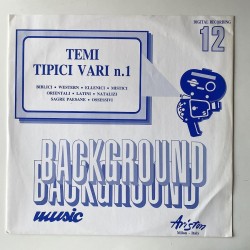 DIGITAL RECORDING
12
TEMI
TIPICI VARI n.1
BIBLICI • WESTERN • ELLENICI • MISTICI
ORIENTALI • LATINI • NATALIZI
SAGRE PAESANE • OSSESSIVI
BACKGROUND
BACKGROUND
music
Ariston